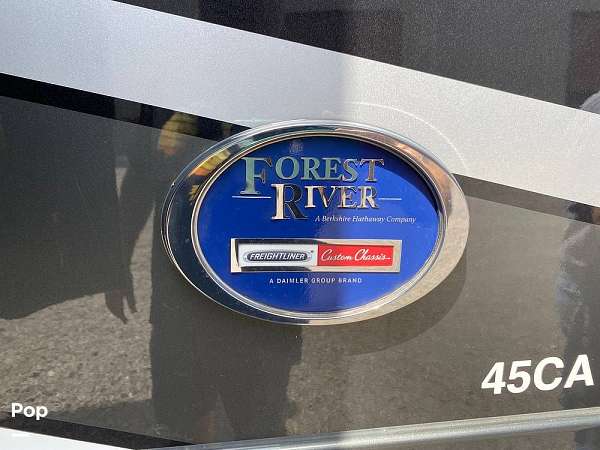 FOREST
RIVER
A Berkshire Hathaway Company
FREIGHTLINER Custom Chassis
A DAIMLER GROUP BRAND
45CA
Pop